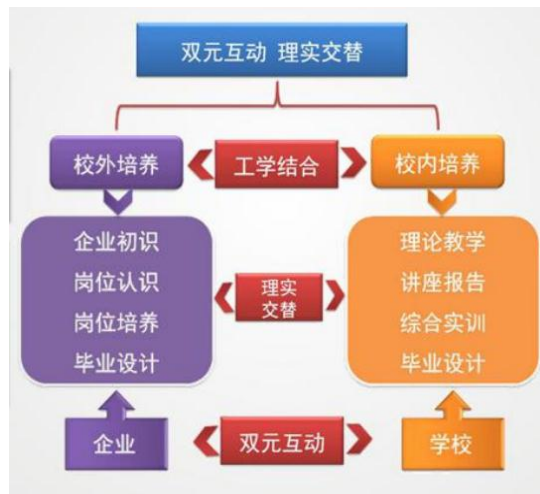 双元互动 理实交替
校外培养
工学结合
校内培养
企业初识
岗位认识
岗位培养
毕业设计
理实
交替
理论教学
讲座报告
综合实训
毕业设计
企业
双元互动
学校